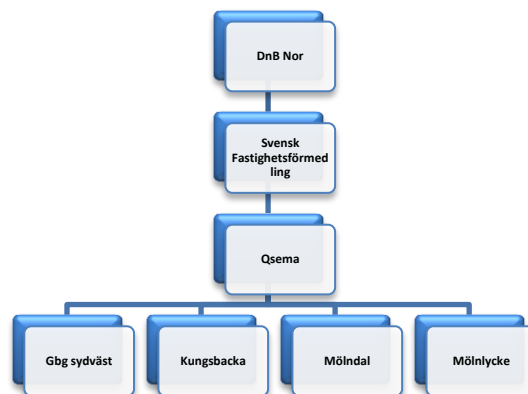 DnB Nor
Svensk
Fastighetsförmed
ling
Qsema
Gbg sydväst
Kungsbacka
Mölndal
Mölnlycke